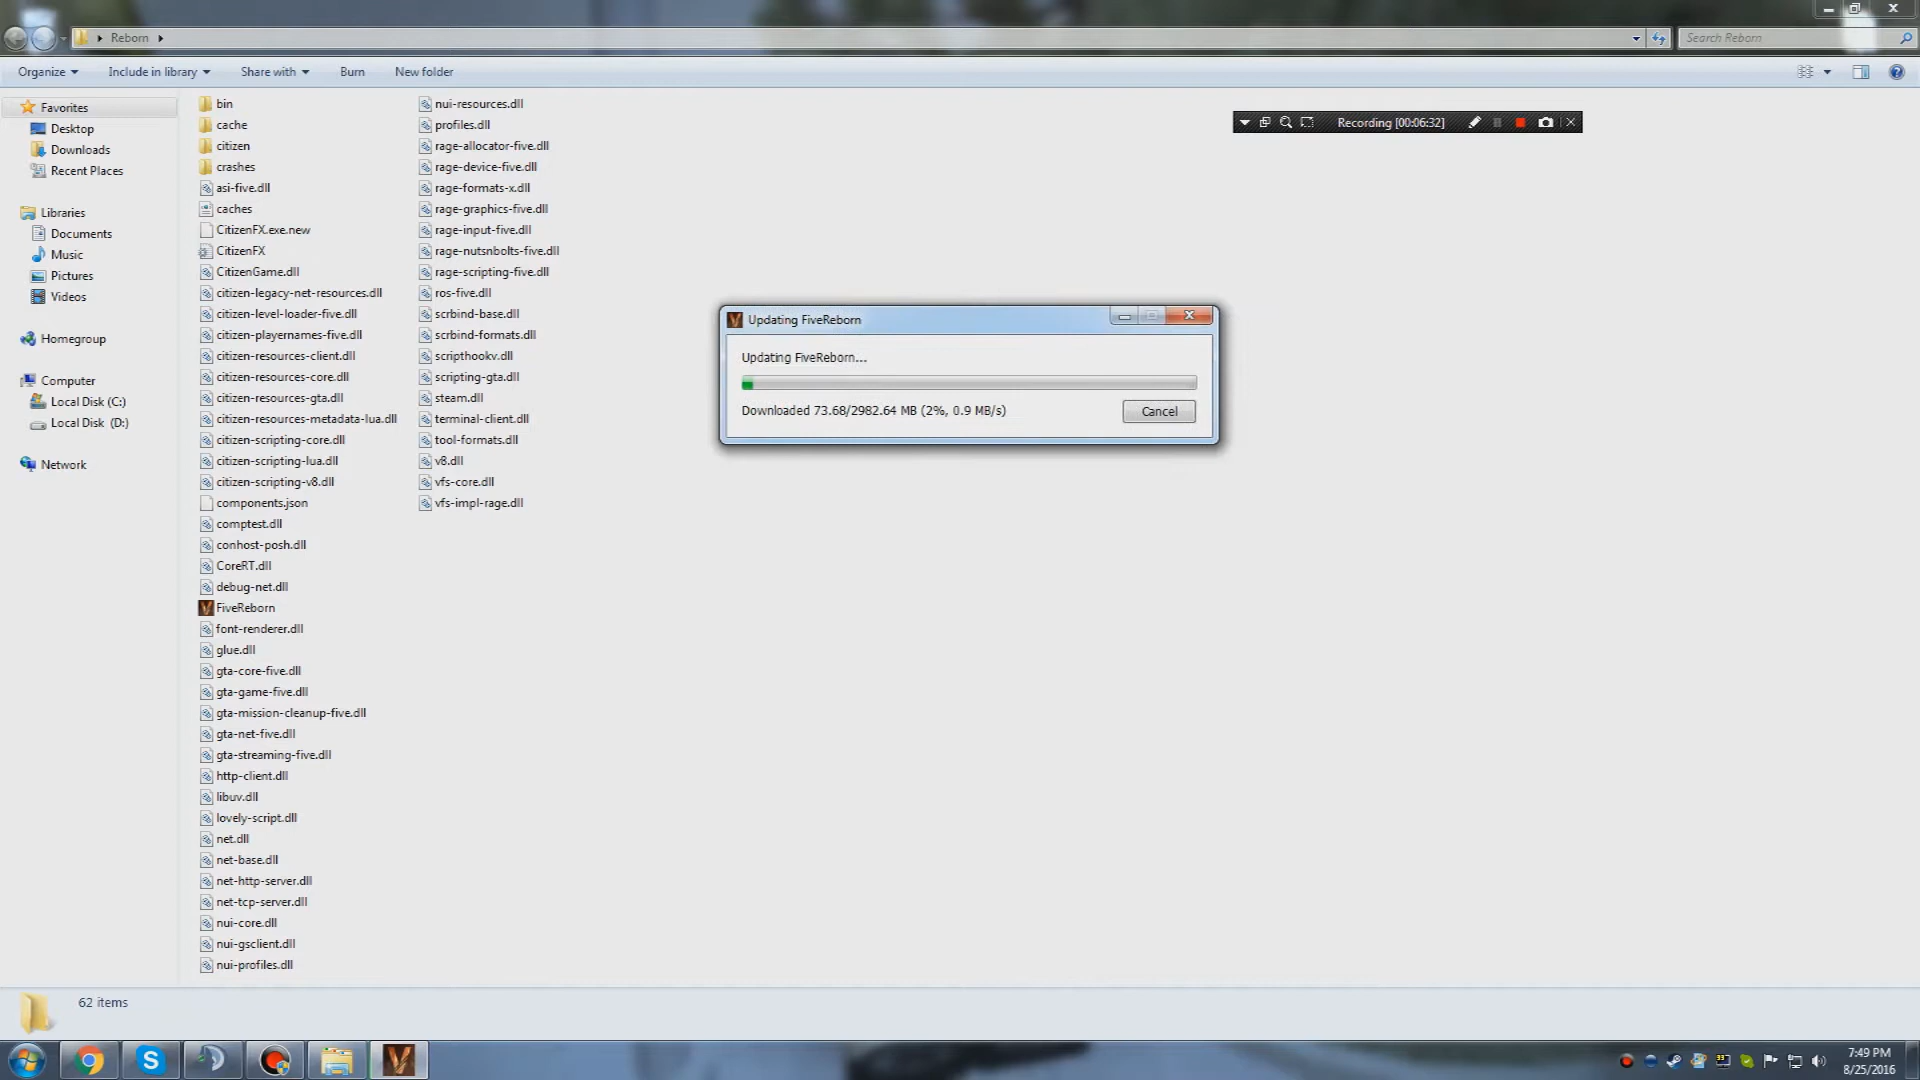 Reborn
Search Reborn
Organize
Include in library
Share with
Burn
New folder
Favorites
Desktop
Downloads
Recent Places
Libraries
Documents
Music
Pictures
Videos
Homegroup
Computer
Local Disk (C:)
Local Disk (D:)
Network
bin
cache
citizen
crashes
asi-five.dll
caches
CitizenFX.exe.new
CitizenFX
CitizenGame.dll
citizen-legacy-net-resources.dll
citizen-level-loader-five.dll
citizen-playernames-five.dll
citizen-resources-client.dll
citizen-resources-core.dll
citizen-resources-gta.dll
citizen-resources-metadata-lua.dll
citizen-scripting-core.dll
citizen-scripting-lua.dll
citizen-scripting-v8.dll
components.json
comptest.dll
conhost-posh.dll
CoreRT.dll
debug-net.dll
FiveReborn
font-renderer.dll
glue.dll
gta-core-five.dll
gta-game-five.dll
gta-mission-cleanup-five.dll
gta-net-five.dll
gta-streaming-five.dll
http-client.dll
libuv.dll
lovely-script.dll
net.dll
net-base.dll
net-http-server.dll
net-tcp-server.dll
nui-core.dll
nui-gsclient.dll
nui-profiles.dll
nui-resources.dll
profiles.dll
rage-allocator-five.dll
rage-device-five.dll
rage-formats-x.dll
rage-graphics-five.dll
rage-input-five.dll
rage-nutsnbolts-five.dll
rage-scripting-five.dll
ros-five.dll
scrbind-base.dll
scrbind-formats.dll
scripthookv.dll
scripting-gta.dll
steam.dll
terminal-client.dll
tool-formats.dll
v8.dll
vfs-core.dll
vfs-impl-rage.dll
Recording [00:06:32]
Updating FiveReborn
Updating FiveReborn...
Downloaded 73.68/2982.64 MB (2%, 0.9 MB/s)
Cancel
62 items
7:49 PM
8/25/2016